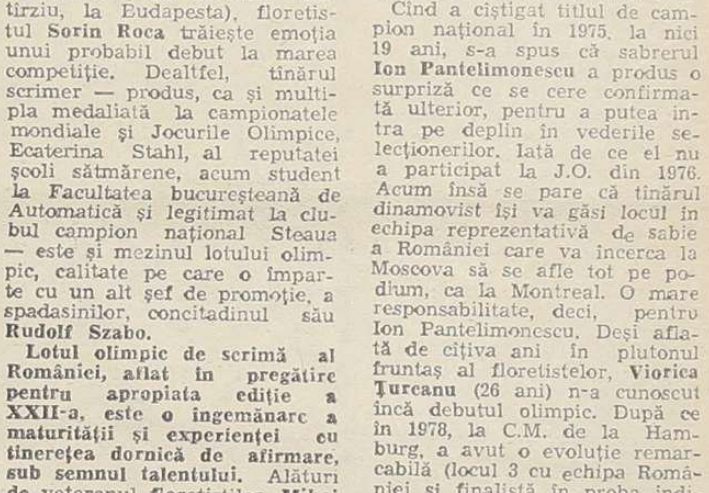 tîrziu, la Budapesta), floretis-
tul Sorin Roca trăiește emoția
unui probabil debut la marea
competiție. Dealtfel, tînărul
scrimer — produs, ca și multi-
pla medaliată la campionatele
mondiale și Jocurile Olimpice,
Ecaterina Stahl, al reputatei
școli sătmărene, acum student
la Facultatea bucureșteană de
Automatică și legitimat la clu-
bul campion național Steaua
— este și mezinul lotului olim-
pic, calitate pe care o împar-
te cu un alt șef de promoție, a
spadasinilor, concitadinul său
Rudolf Szabo.
Lotul olimpic de scrimă al
României, aflat în pregătire
pentru apropiata ediție a
XXII-a, este o îngemănare a
maturității și experienței cu
tinerețea dornică de afirmare,
sub semnul talentului. Alături
de veteranul floretiștilor, Mihai
Cînd a cîștigat titlul de cam-
pion național în 1975, la nici
19 ani, s-a spus că sabrerul
Ion Pantelimonescu a produs o
surpriză ce se cere confirma-
tă ulterior, pentru a putea in-
tra pe deplin în vederile se-
lecționerilor. Iată de ce el nu
a participat la J.O. din 1976.
Acum însă se pare că tînărul
dinamovist își va găsi locul în
echipa reprezentativă de sabie
a României care va încerca la
Moscova să se afle tot pe po-
dium, ca la Montreal. O mare
responsabilitate, deci, pentru
Ion Pantelimonescu. Deși afla-
tă de cîțiva ani în plutonul
fruntaș al floretistelor, Viorica
Țurcanu (26 ani) n-a cunoscut
încă debutul olimpic. După ce
în 1978, la C.M. de la Ham-
burg, a avut o evoluție remar-
cabilă (locul 3 cu echipa Româ-
niei și finalistă în proba indi-